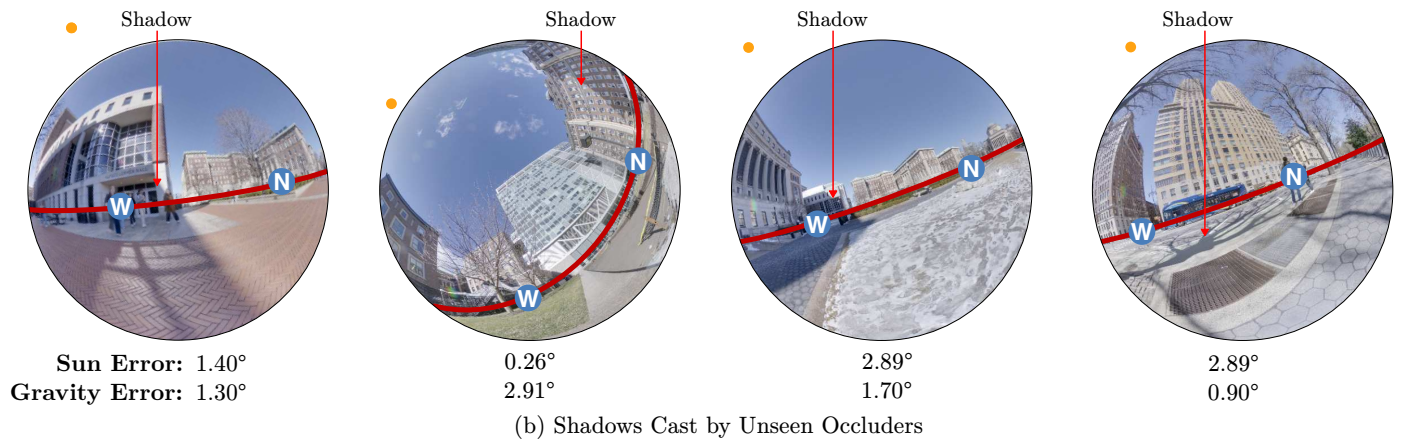 Shadow Shadow Shadow Shadow
N
W
N
W
N
W
N
W
Sun Error: 1.40° 0.26° 2.89° 2.89°
Gravity Error: 1.30° 2.91° 1.70° 0.90°
(b) Shadows Cast by Unseen Occluders